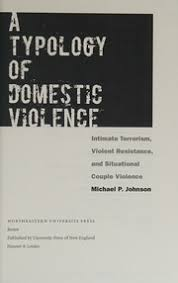 A
TYPOLOGY
OF
DOMESTIC
VIOLENCE
Intimate Terrorism,
Violent Resistance,
and Situational
Couple Violence
Michael P. Johnson
NORTHEASTERN UNIVERSITY PRESS
Boston
Published by University Press of New England
Hanover & London